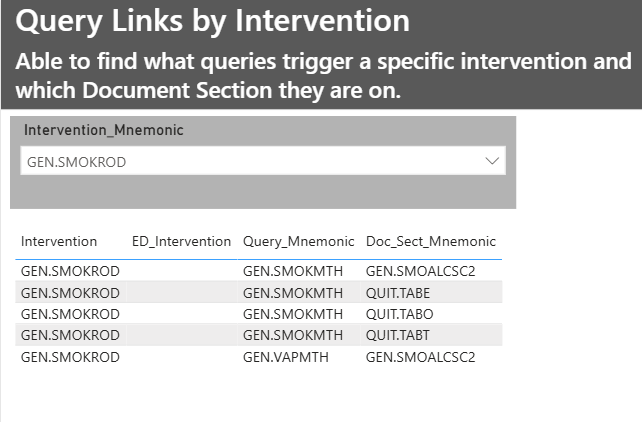 Query Links by Intervention
Able to find what queries trigger a specific intervention and
which Document Section they are on.
Intervention_Mnemonic
GEN.SMOKROD
Intervention ED_Intervention Query_Mnemonic Doc_Sect_Mnemonic
GEN.SMOKROD GEN.SMOKMTH GEN.SMOALCSC2
GEN.SMOKROD GEN.SMOKMTH QUIT.TABE
GEN.SMOKROD GEN.SMOKMTH QUIT.TABO
GEN.SMOKROD GEN.SMOKMTH QUIT.TABT
GEN.SMOKROD GEN.VAPMTH GEN.SMOALCSC2